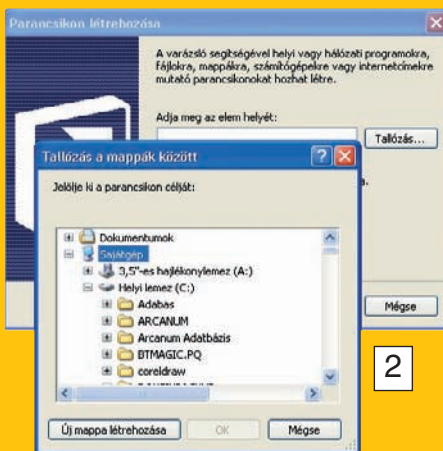 Parancsikon létrehozása
A varázsló segítségével helyi vagy hálózati programokra,
fájlokra, mappákra, számítógépekre vagy internetcímekre
mutató parancsikonokat hozhat létre.
Adja meg az elem helyét:
Tallózás...
Tallózás a mappák között
Jelölje ki a parancsikon célját:
Dokumentumok
Sajátgép
3,5"-es hajlékonylemez (A:)
Helyi lemez (C:)
Adabas
ARCANUM
Arcanum Adatbázis
BTMAGIC.PQ
coreldraw
Új mappa létrehozása
OK
Mégse
Mégse
2